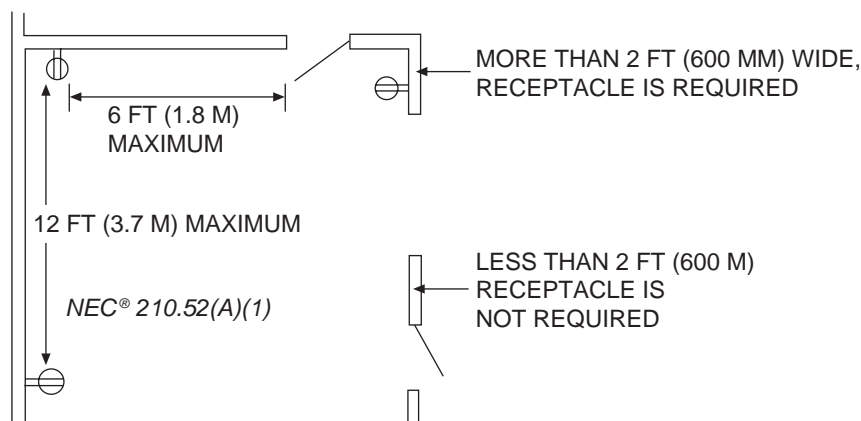 MORE THAN 2 FT (600 MM) WIDE,
RECEPTACLE IS REQUIRED
6 FT (1.8 M)
MAXIMUM
12 FT (3.7 M) MAXIMUM
LESS THAN 2 FT (600 M)
RECEPTACLE IS
NOT REQUIRED
NEC® 210.52(A)(1)